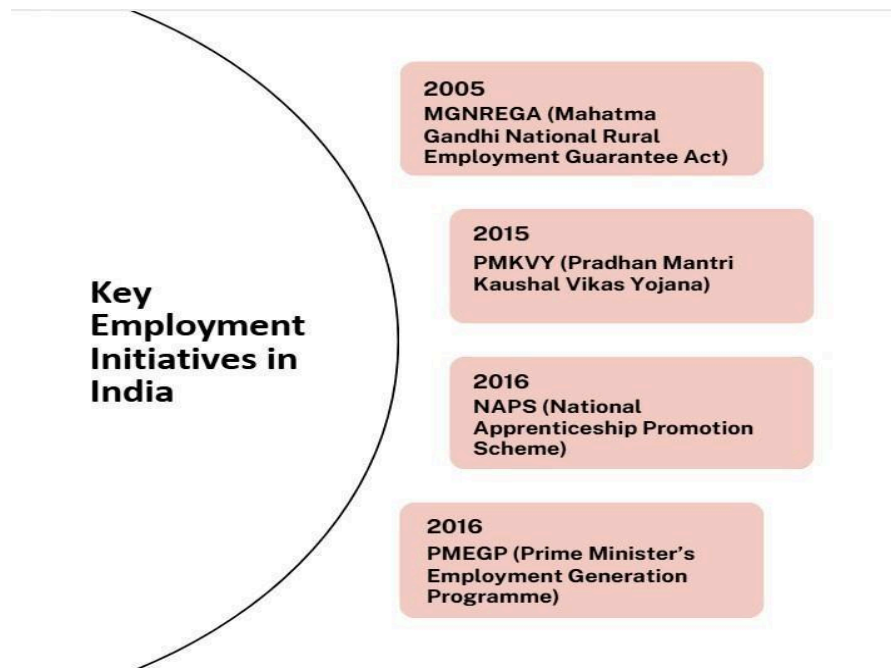 Key
Employment
Initiatives in
India
2005
MGNREGA (Mahatma
Gandhi National Rural
Employment Guarantee Act)
2015
PMKVY (Pradhan Mantri
Kaushal Vikas Yojana)
2016
NAPS (National
Apprenticeship Promotion
Scheme)
2016
PMEGP (Prime Minister’s
Employment Generation
Programme)